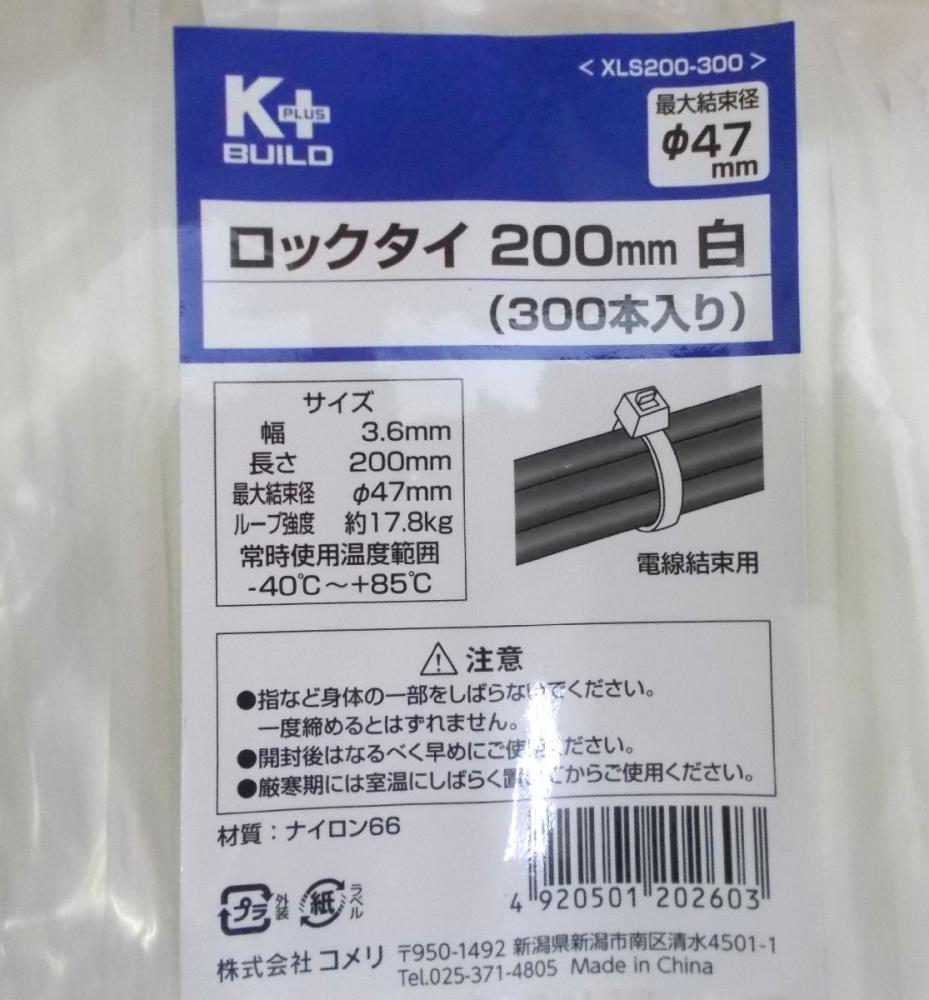 < XLS200-300 >
K+
PLUS
BUILD
最大結束径
φ47
mm
ロックタイ 200mm 白
(300本入り)
サイズ
幅 3.6mm
長さ 200mm
最大結束径 φ47mm
ループ強度 約17.8kg
常時使用温度範囲
-40℃～+85℃
電線結束用
⚠ 注意
●指など身体の一部をしばらないでください。
一度締めるとはずれません。
●開封後はなるべく早めにご使用ください。
●厳寒期には室温にしばらく置いてからご使用ください。
材質：ナイロン66
プラ 外装
紙 ラベル
4 920501 202603
株式会社 コメリ 〒950-1492 新潟県新潟市南区清水4501-1
Tel.025-371-4805 Made in China